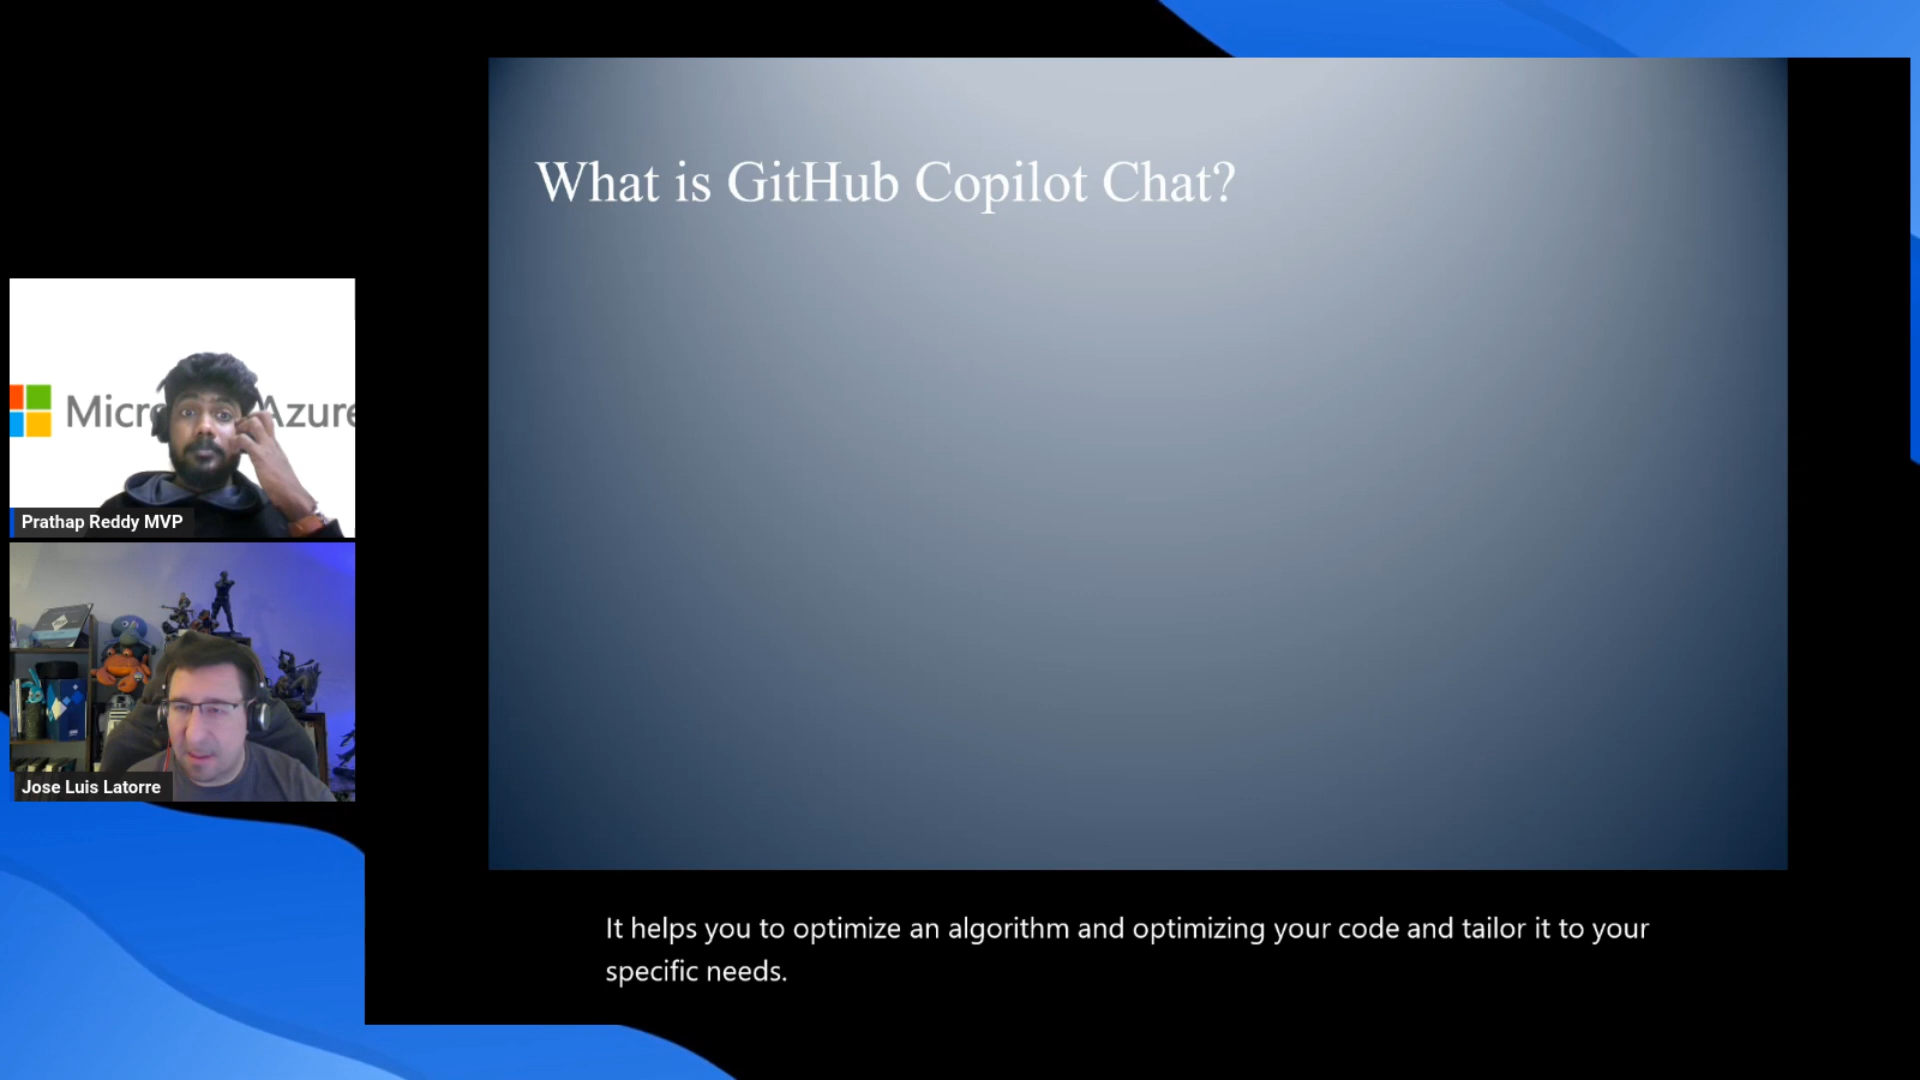 What is GitHub Copilot Chat?
Micro Azure
Prathap Reddy MVP
Jose Luis Latorre
It helps you to optimize an algorithm and optimizing your code and tailor it to your
specific needs.